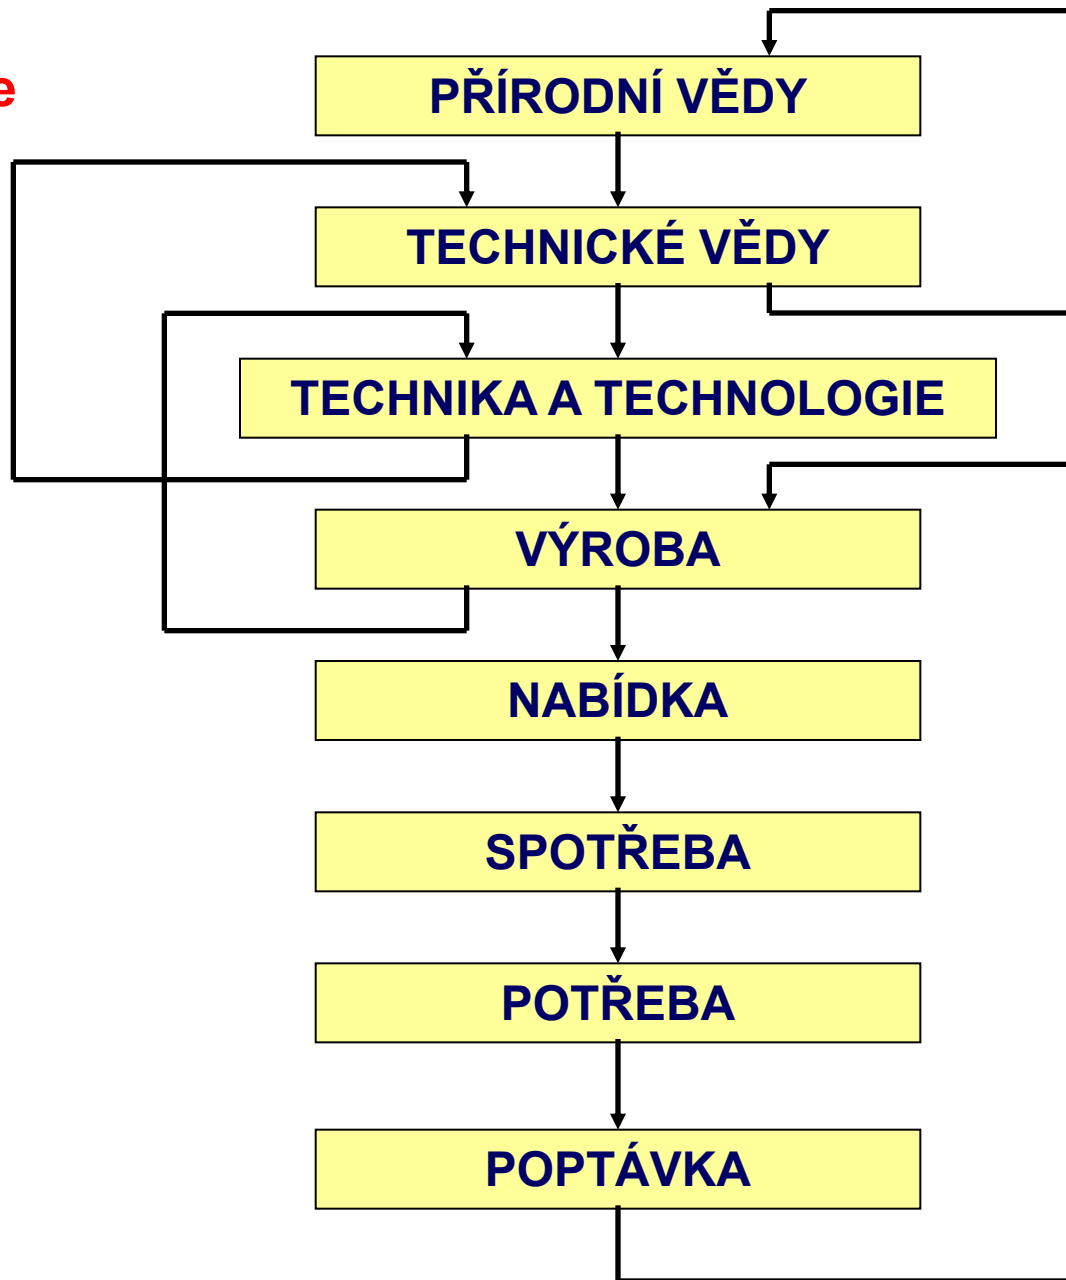 e
PŘÍRODNÍ VĚDY
TECHNICKÉ VĚDY
TECHNIKA A TECHNOLOGIE
VÝROBA
NABÍDKA
SPOTŘEBA
POTŘEBA
POPTÁVKA